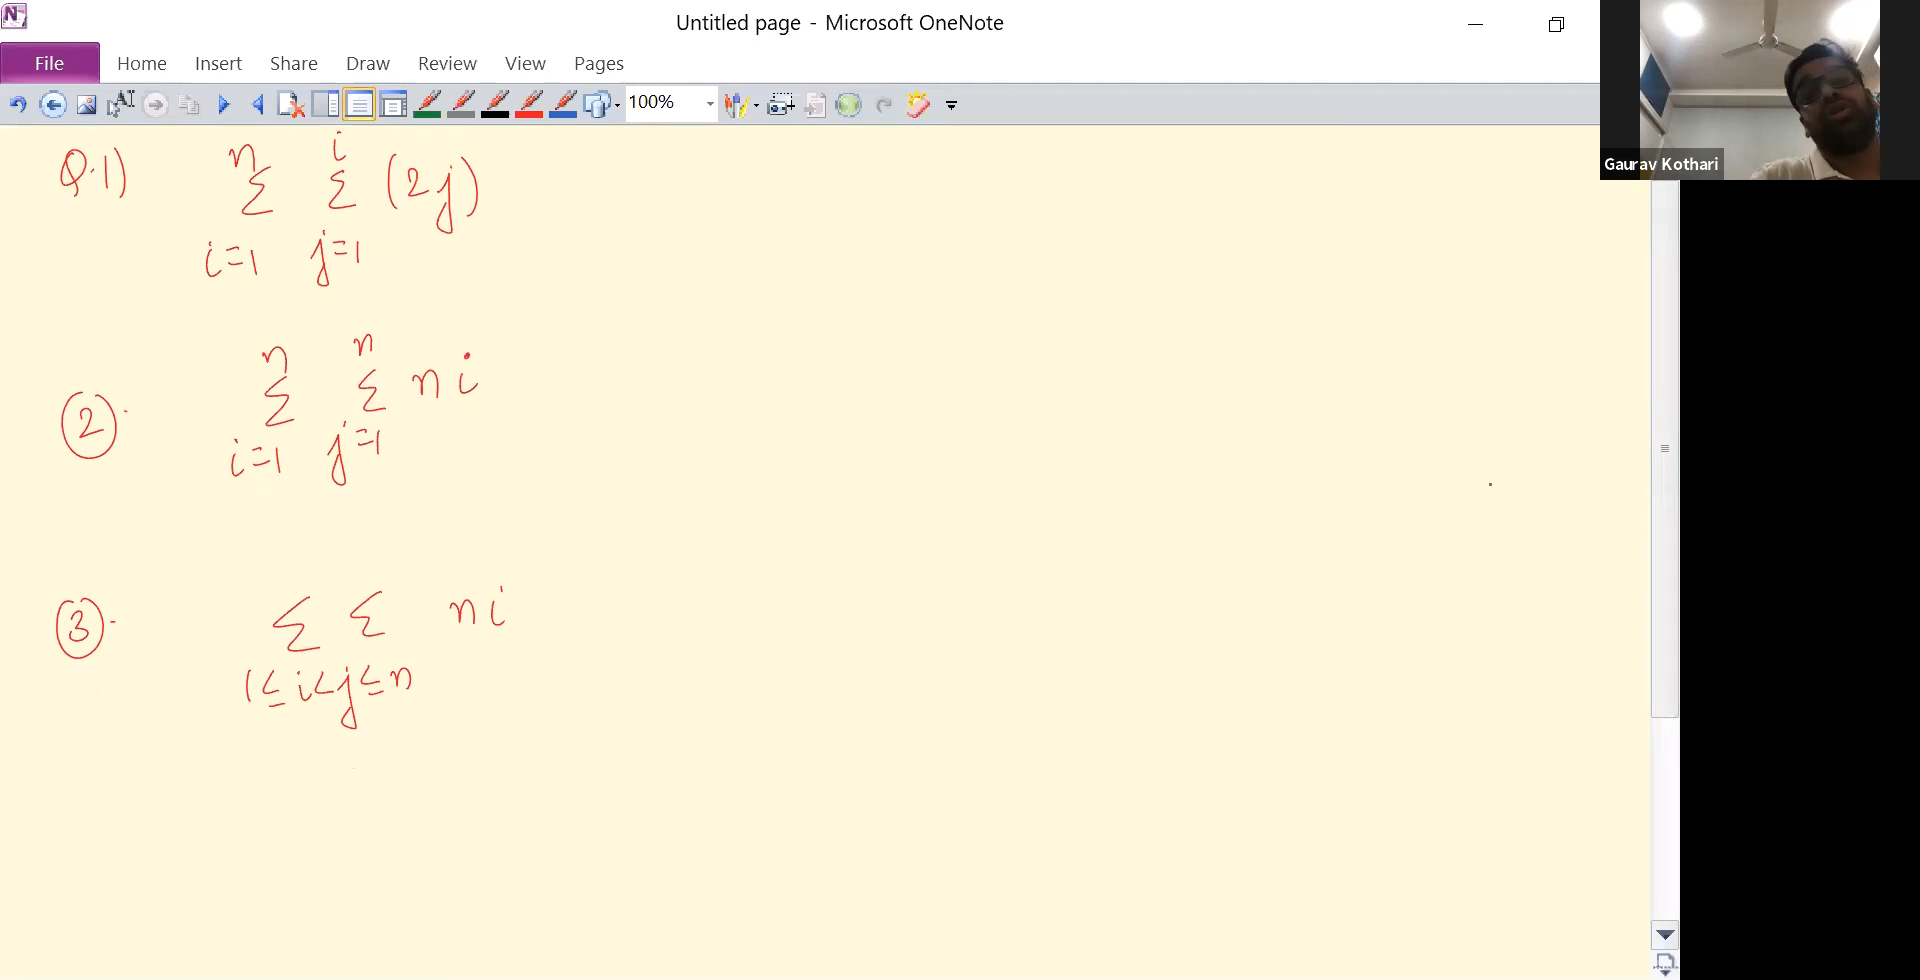 Untitled page - Microsoft OneNote
File Home Insert Share Draw Review View Pages
100%
Gaurav Kothari
Q.1) n i
Σ Σ (2j)
i=1 j=1
n n
② Σ Σ ni
i=1 j=1
③ Σ Σ ni
1≤i<j≤n